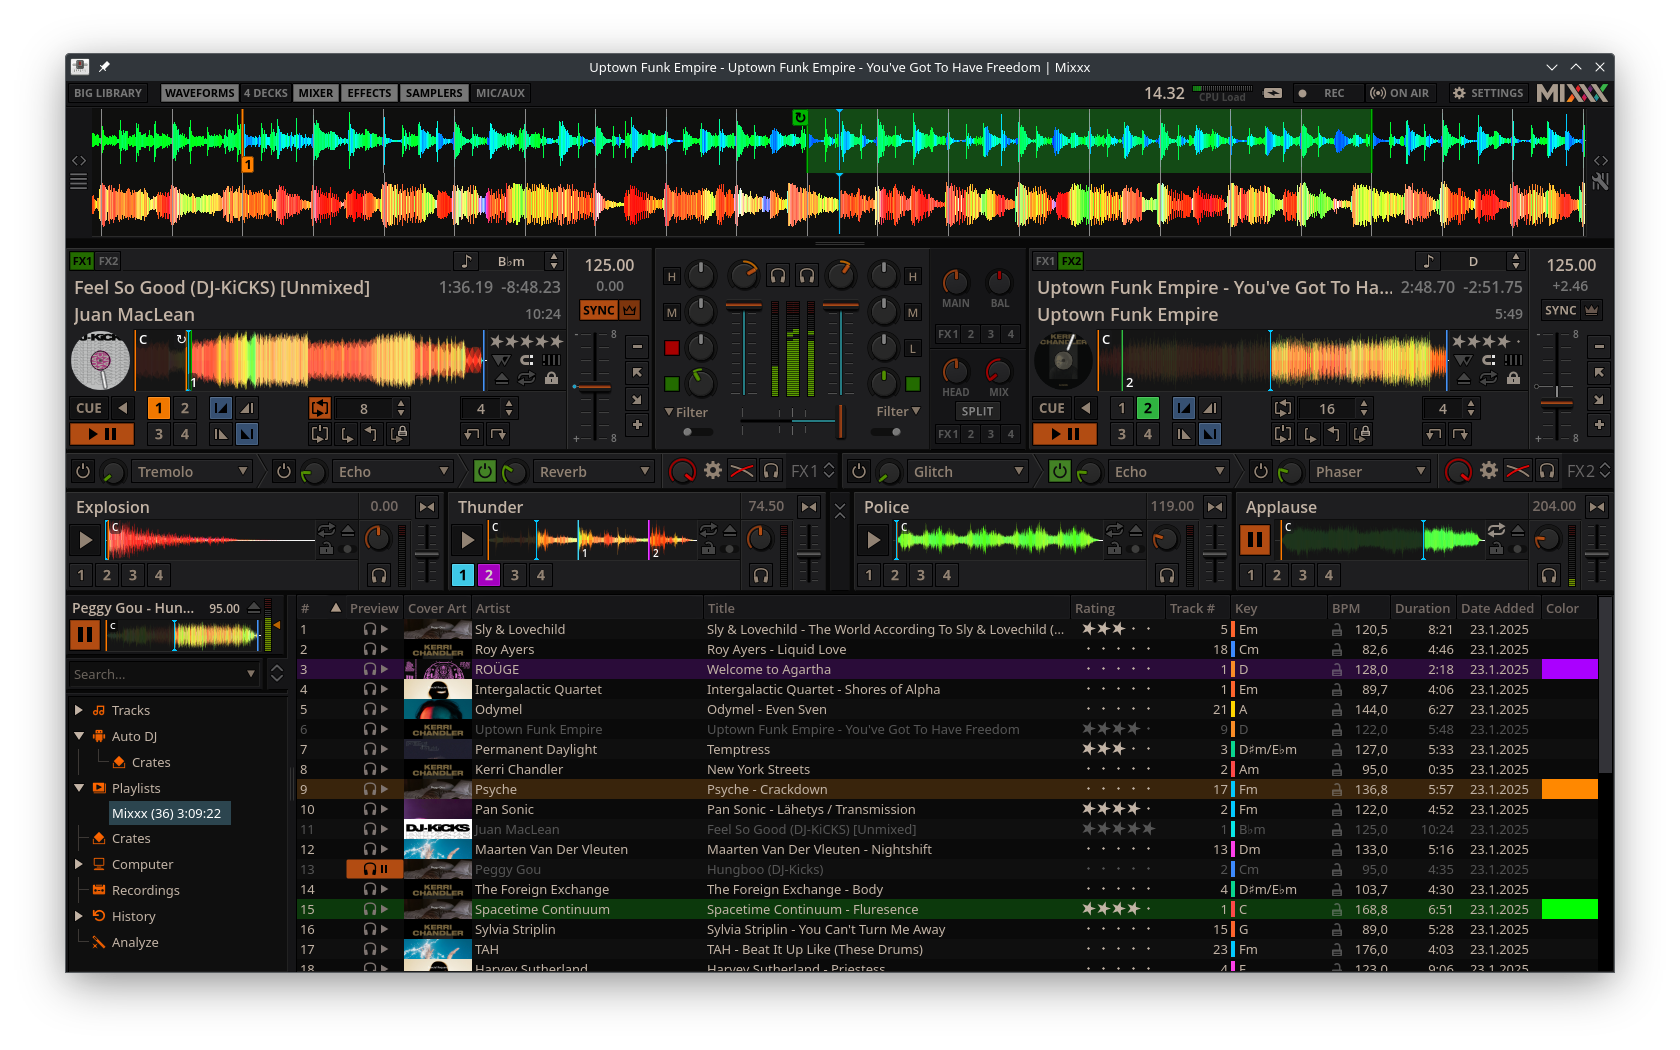 Uptown Funk Empire - Uptown Funk Empire - You've Got To Have Freedom | Mixxx
BIG LIBRARY WAVEFORMS 4 DECKS MIXER EFFECTS SAMPLERS MIC/AUX 14.32 CPU Load REC ON AIR SETTINGS MIXXX
1
FX1 FX2 B♭m
Feel So Good (DJ-KiCKS) [Unmixed] 1:36.19 -8:48.23
Juan MacLean 10:24
C
1
CUE 1 2 8 4
3 4
125.00
0.00
SYNC
8
8
H H
M M
L
Filter Filter
MAIN BAL
FX1 2 3 4
HEAD MIX
SPLIT
FX1 2 3 4
FX1 FX2 D
Uptown Funk Empire - You've Got To Ha... 2:48.70 -2:51.75
Uptown Funk Empire 5:49
KERRI CHANDLER
C
2
CUE 1 2 16 4
3 4
125.00
+2.46
SYNC
8
8
Tremolo Echo Reverb FX1 Glitch Echo Phaser FX2
Explosion 0.00 Thunder 74.50 Police 119.00 Applause 204.00
C C C C
1 2
1 2 3 4 1 2 3 4 1 2 3 4 1 2 3 4
Peggy Gou - Hun... 95.00
C
Search...
Tracks
Auto DJ
Crates
Playlists
Mixxx (36) 3:09:22
Crates
Computer
Recordings
History
Analyze
# Preview Cover Art Artist Title Rating Track # Key BPM Duration Date Added Color
1 Sly & Lovechild Sly & Lovechild - The World According To Sly & Lovechild (... 5 Em 120,5 8:21 23.1.2025
2 KERRI CHANDLER Roy Ayers Roy Ayers - Liquid Love 18 Cm 82,6 4:46 23.1.2025
3 ROÜGE Welcome to Agartha 1 D 128,0 2:18 23.1.2025
4 Intergalactic Quartet Intergalactic Quartet - Shores of Alpha 1 Em 89,7 4:06 23.1.2025
5 Odymel Odymel - Even Sven 21 A 144,0 6:27 23.1.2025
6 KERRI CHANDLER Uptown Funk Empire Uptown Funk Empire - You've Got To Have Freedom 9 D 122,0 5:48 23.1.2025
7 Permanent Daylight Temptress 3 D♯m/E♭m 127,0 5:33 23.1.2025
8 KERRI CHANDLER Kerri Chandler New York Streets 2 Am 95,0 0:35 23.1.2025
9 KERRI CHANDLER Psyche Psyche - Crackdown 17 Fm 136,8 5:57 23.1.2025
10 Pan Sonic Pan Sonic - Lähetys / Transmission 2 Fm 122,0 4:52 23.1.2025
11 DJ-KICKS Juan MacLean Feel So Good (DJ-KiCKS) [Unmixed] 1 B♭m 125,0 10:24 23.1.2025
12 Maarten Van Der Vleuten Maarten Van Der Vleuten - Nightshift 13 Dm 133,0 5:16 23.1.2025
13 Peggy Gou Hungboo (DJ-Kicks) 2 Cm 95,0 4:35 23.1.2025
14 KERRI CHANDLER The Foreign Exchange The Foreign Exchange - Body 4 D♯m/E♭m 103,7 4:30 23.1.2025
15 Spacetime Continuum Spacetime Continuum - Fluresence 1 C 168,8 6:51 23.1.2025
16 KERRI CHANDLER Sylvia Striplin Sylvia Striplin - You Can't Turn Me Away 15 G 89,0 5:28 23.1.2025
17 TAH TAH - Beat It Up Like (These Drums) 23 Fm 176,0 4:03 23.1.2025
18 Harvey Sutherland Harvey Sutherland - Priestess 4 F 123,0 9:06 23.1.2025